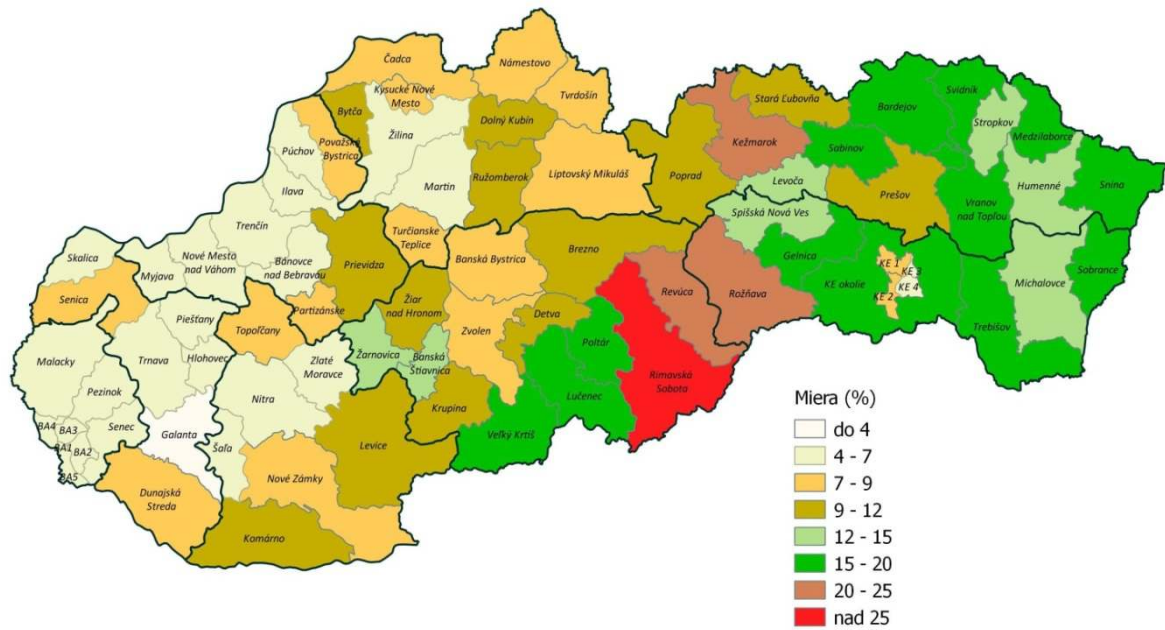 Čadca
Námestovo
Kysucké Nové
Mesto
Tvrdošín
Bytča
Žilina
Dolný Kubín
Považská
Bystrica
Púchov
Ilava
Martin
Ružomberok
Liptovský Mikuláš
Poprad
Kežmarok
Stará Ľubovňa
Bardejov
Svidník
Stropkov
Medzilaborce
Sabinov
Levoča
Prešov
Humenné
Snina
Vranov
nad Topľou
Spišská Nová Ves
Gelnica
KE okolie
KE 1
KE 3
KE 4
KE 2
Michalovce
Sobrance
Trebišov
Rožňava
Revúca
Trenčín
Turčianske
Teplice
Skalica
Myjava
Nové Mesto
nad Váhom
Bánovce
nad Bebravou
Prievidza
Banská Bystrica
Brezno
Senica
Partizánske
Žiar
nad Hronom
Zvolen
Detva
Poltár
Rimavská
Sobota
Piešťany
Topoľčany
Malacky
Trnava
Hlohovec
Zlaté
Moravce
Žarnovica
Banská
Štiavnica
Pezinok
Nitra
Krupina
Lučenec
Veľký Krtíš
Senec
Galanta
Šaľa
Levice
BA4
BA3
BA1
BA2
BA5
Dunajská
Streda
Nové Zámky
Komárno
Miera (%)
do 4
4 - 7
7 - 9
9 - 12
12 - 15
15 - 20
20 - 25
nad 25